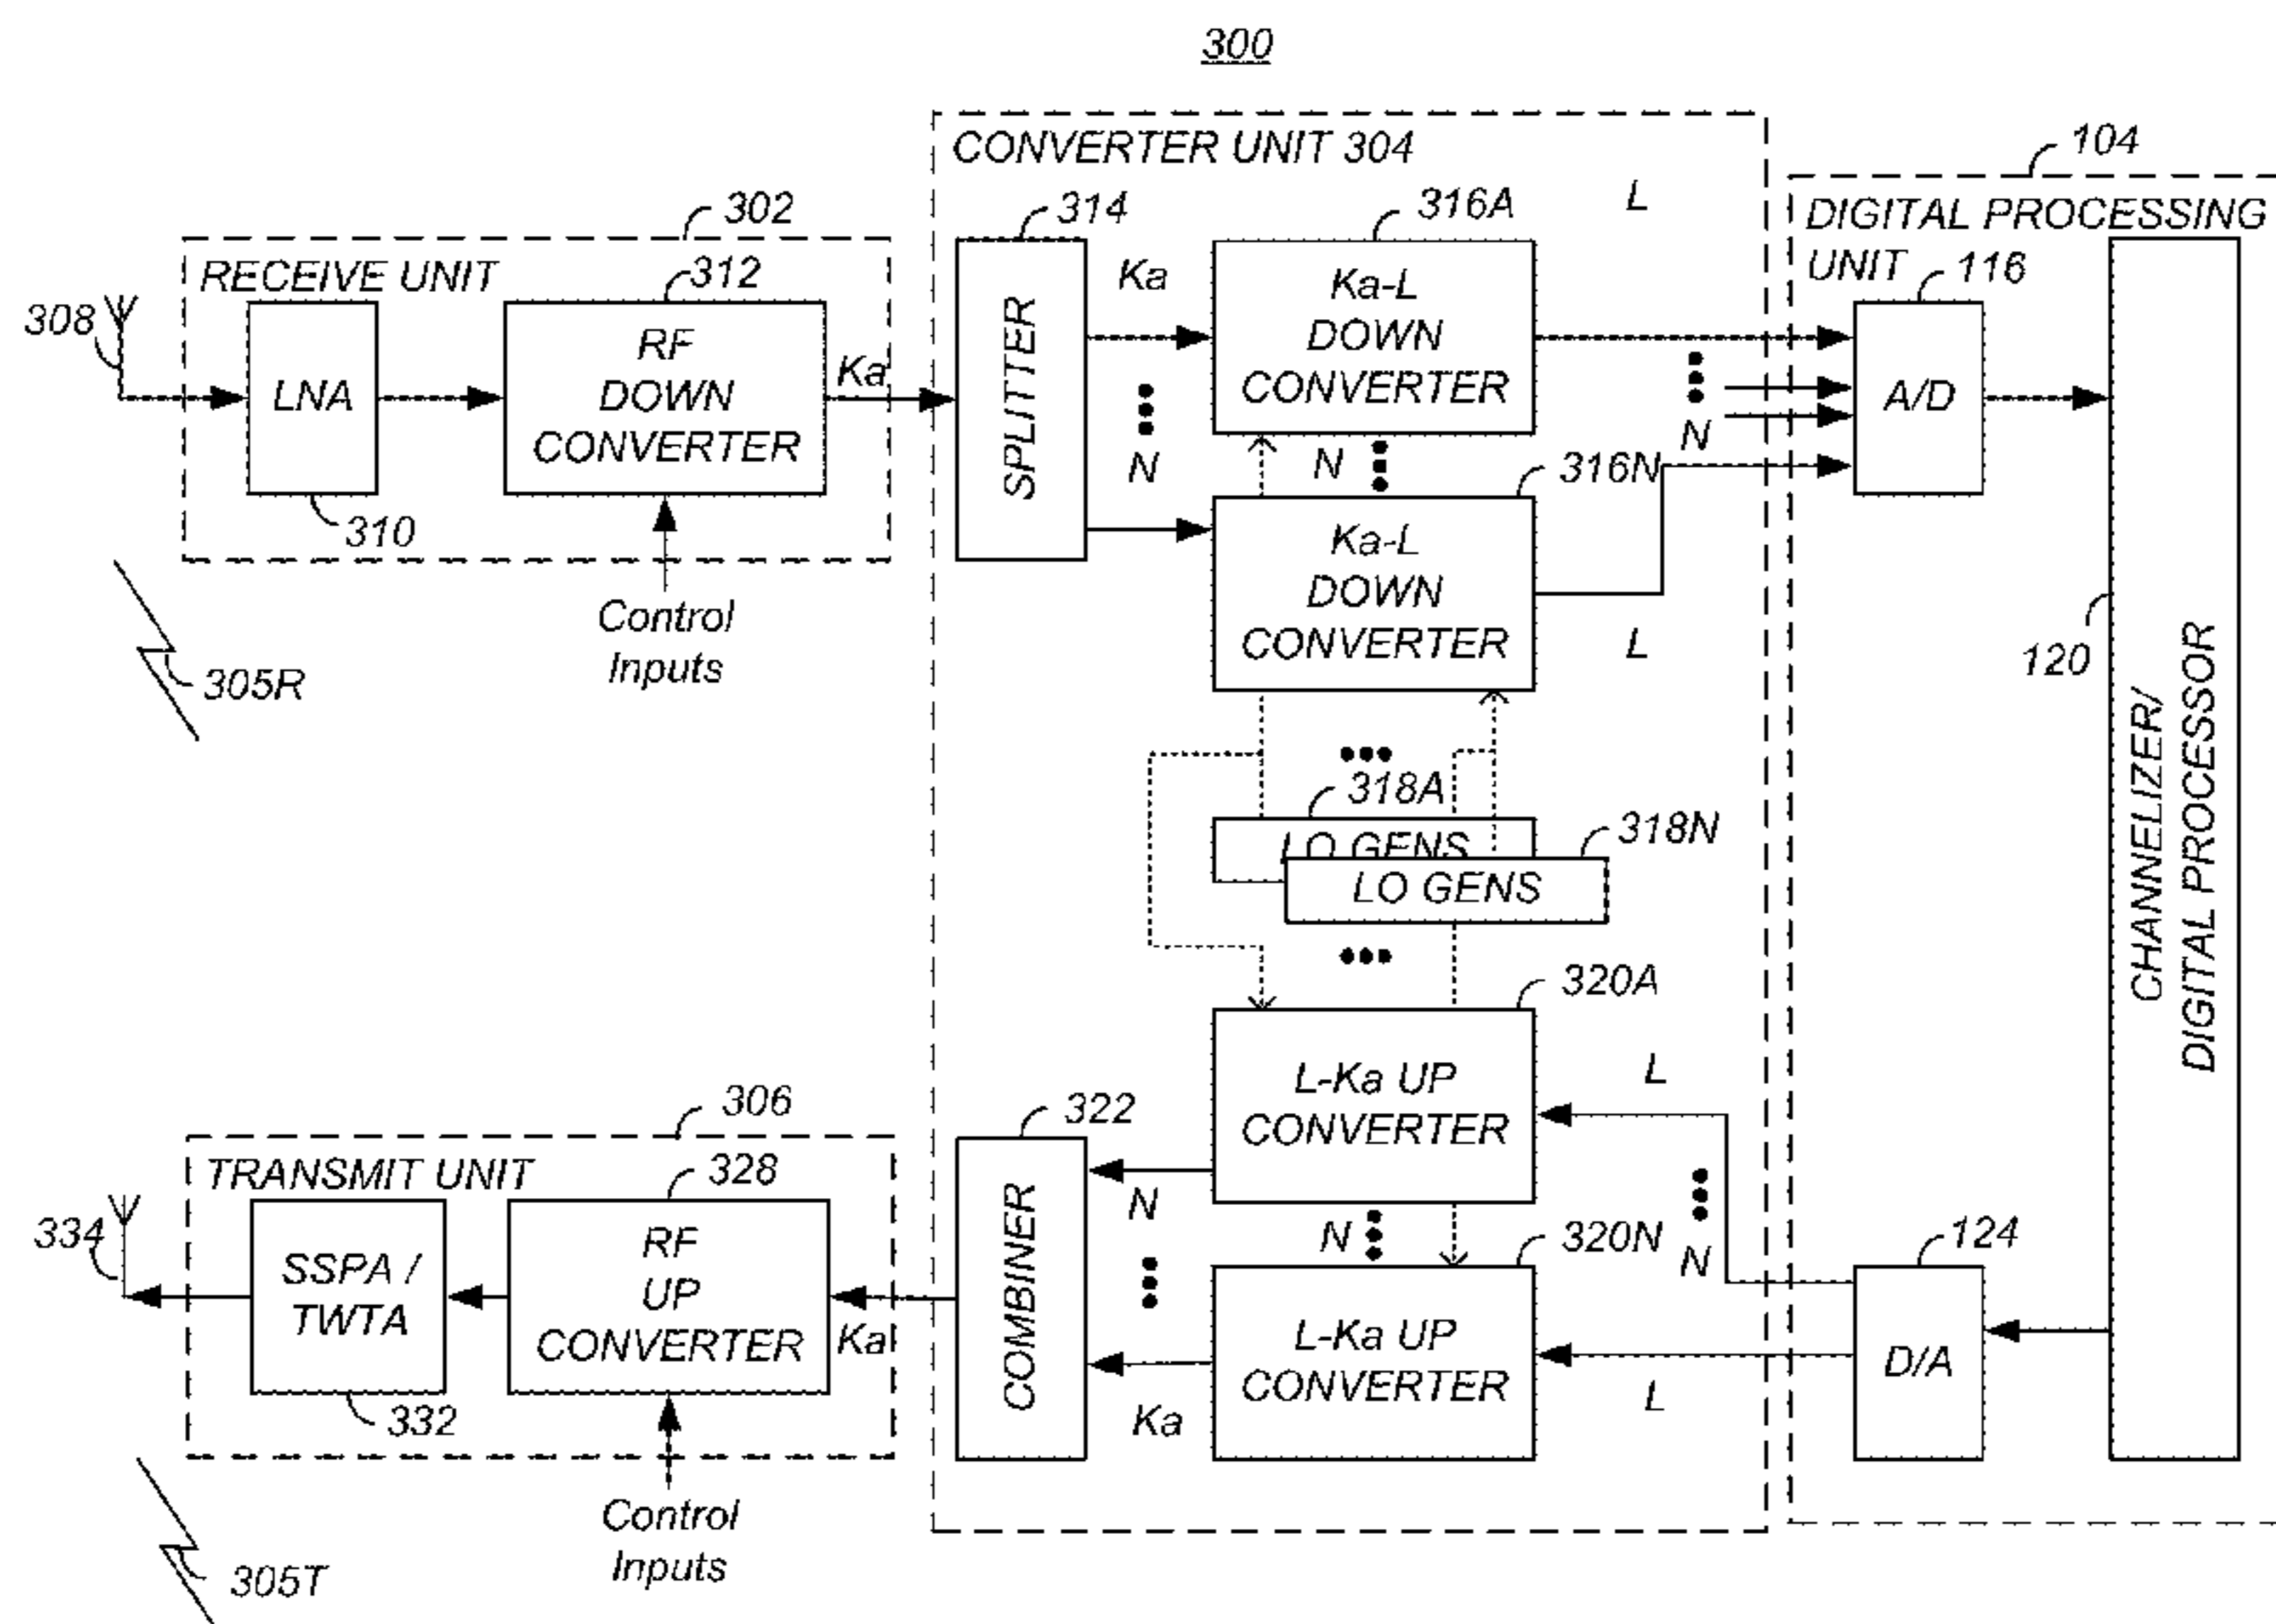 300
CONVERTER UNIT 304
104
DIGITAL PROCESSING
UNIT
302
RECEIVE UNIT
308
LNA
310
312
RF
DOWN
CONVERTER
Ka
Control
Inputs
305R
314
SPLITTER
Ka
N
316A
Ka-L
DOWN
CONVERTER
L
N
316N
Ka-L
DOWN
CONVERTER
L
N
116
A/D
120
CHANNELIZER/
DIGITAL PROCESSOR
318A
LO GENS
318N
LO GENS
320A
L-Ka UP
CONVERTER
L
N
N
320N
L-Ka UP
CONVERTER
L
N
Ka
124
D/A
322
COMBINER
306
TRANSMIT UNIT
328
RF
UP
CONVERTER
Ka
334
SSPA /
TWTA
332
Control
Inputs
305T